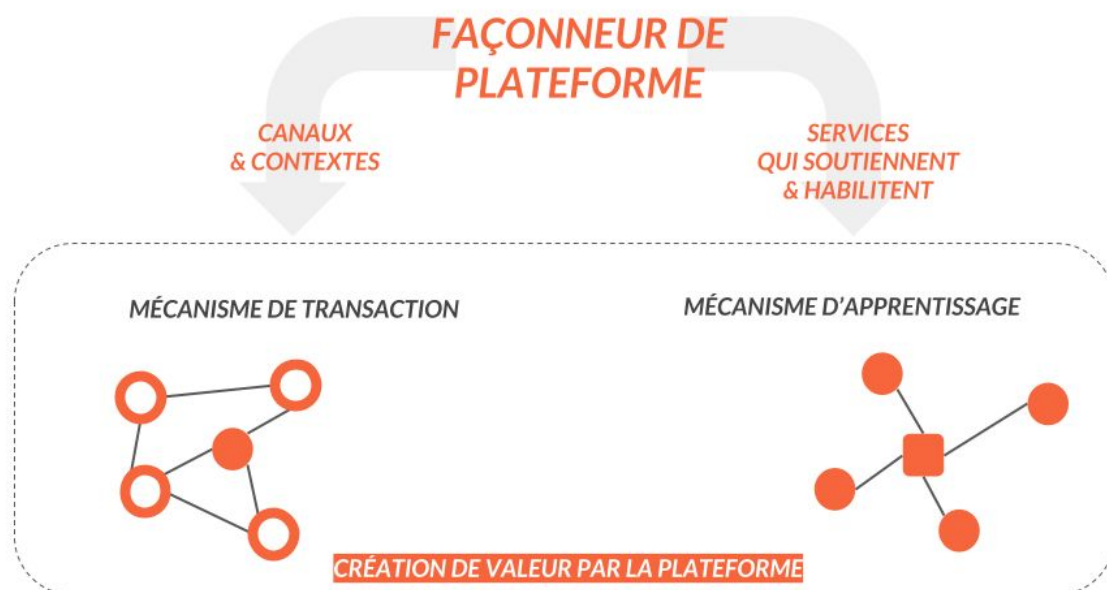 FAÇONNEUR DE
PLATEFORME
CANAUX
& CONTEXTES
SERVICES
QUI SOUTIENNENT
& HABILITENT
MÉCANISME DE TRANSACTION
MÉCANISME D'APPRENTISSAGE
CRÉATION DE VALEUR PAR LA PLATEFORME